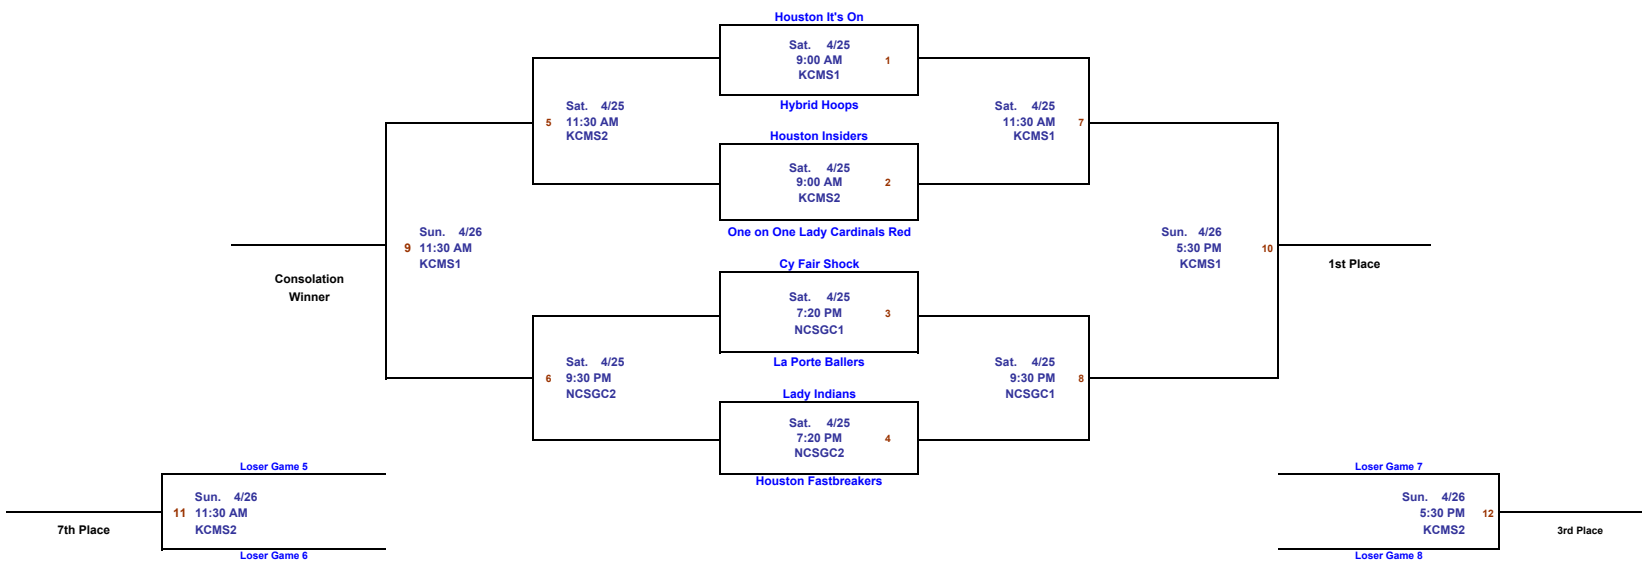 Houston It's On
Sat. 4/25
9:00 AM 1
KCMS1
Hybrid Hoops
Sat. 4/25
5 11:30 AM
KCMS2
Sat. 4/25
11:30 AM 7
KCMS1
Houston Insiders
Sat. 4/25
9:00 AM 2
KCMS2
One on One Lady Cardinals Red
Sun. 4/26
9 11:30 AM
KCMS1
Consolation
Winner
Sun. 4/26
5:30 PM 10
KCMS1
1st Place
Cy Fair Shock
Sat. 4/25
7:20 PM 3
NCSGC1
La Porte Ballers
Sat. 4/25
6 9:30 PM
NCSGC2
Sat. 4/25
9:30 PM 8
NCSGC1
Lady Indians
Sat. 4/25
7:20 PM 4
NCSGC2
Houston Fastbreakers
Loser Game 5
Sun. 4/26
11 11:30 AM
KCMS2
7th Place
Loser Game 6
Loser Game 7
Sun. 4/26
5:30 PM 12
KCMS2
3rd Place
Loser Game 8